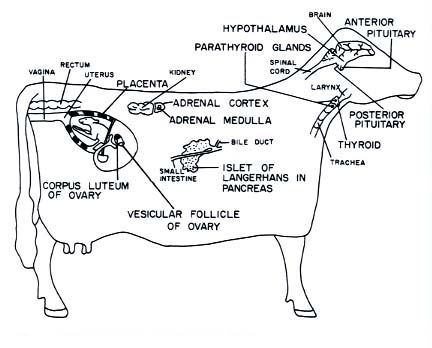 BRAIN
HYPOTHALAMUS
ANTERIOR
PITUITARY
PARATHYROID GLANDS
SPINAL
CORD
RECTUM
VAGINA
UTERUS
PLACENTA
KIDNEY
LARYNX
ADRENAL CORTEX
ADRENAL MEDULLA
POSTERIOR
PITUITARY
THYROID
TRACHEA
BILE DUCT
SMALL
INTESTINE
ISLET OF
LANGERHANS IN
PANCREAS
CORPUS LUTEUM
OF OVARY
VESICULAR FOLLICLE
OF OVARY